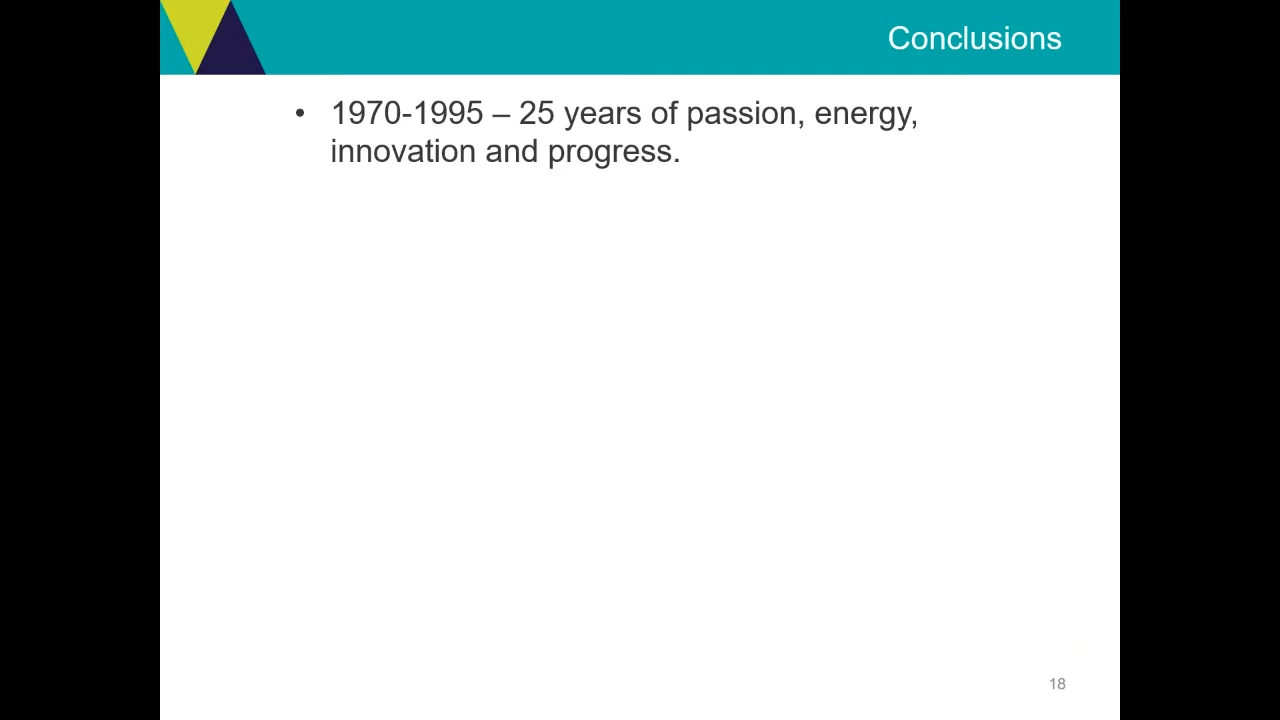 Conclusions
• 1970-1995 – 25 years of passion, energy,
innovation and progress.
18